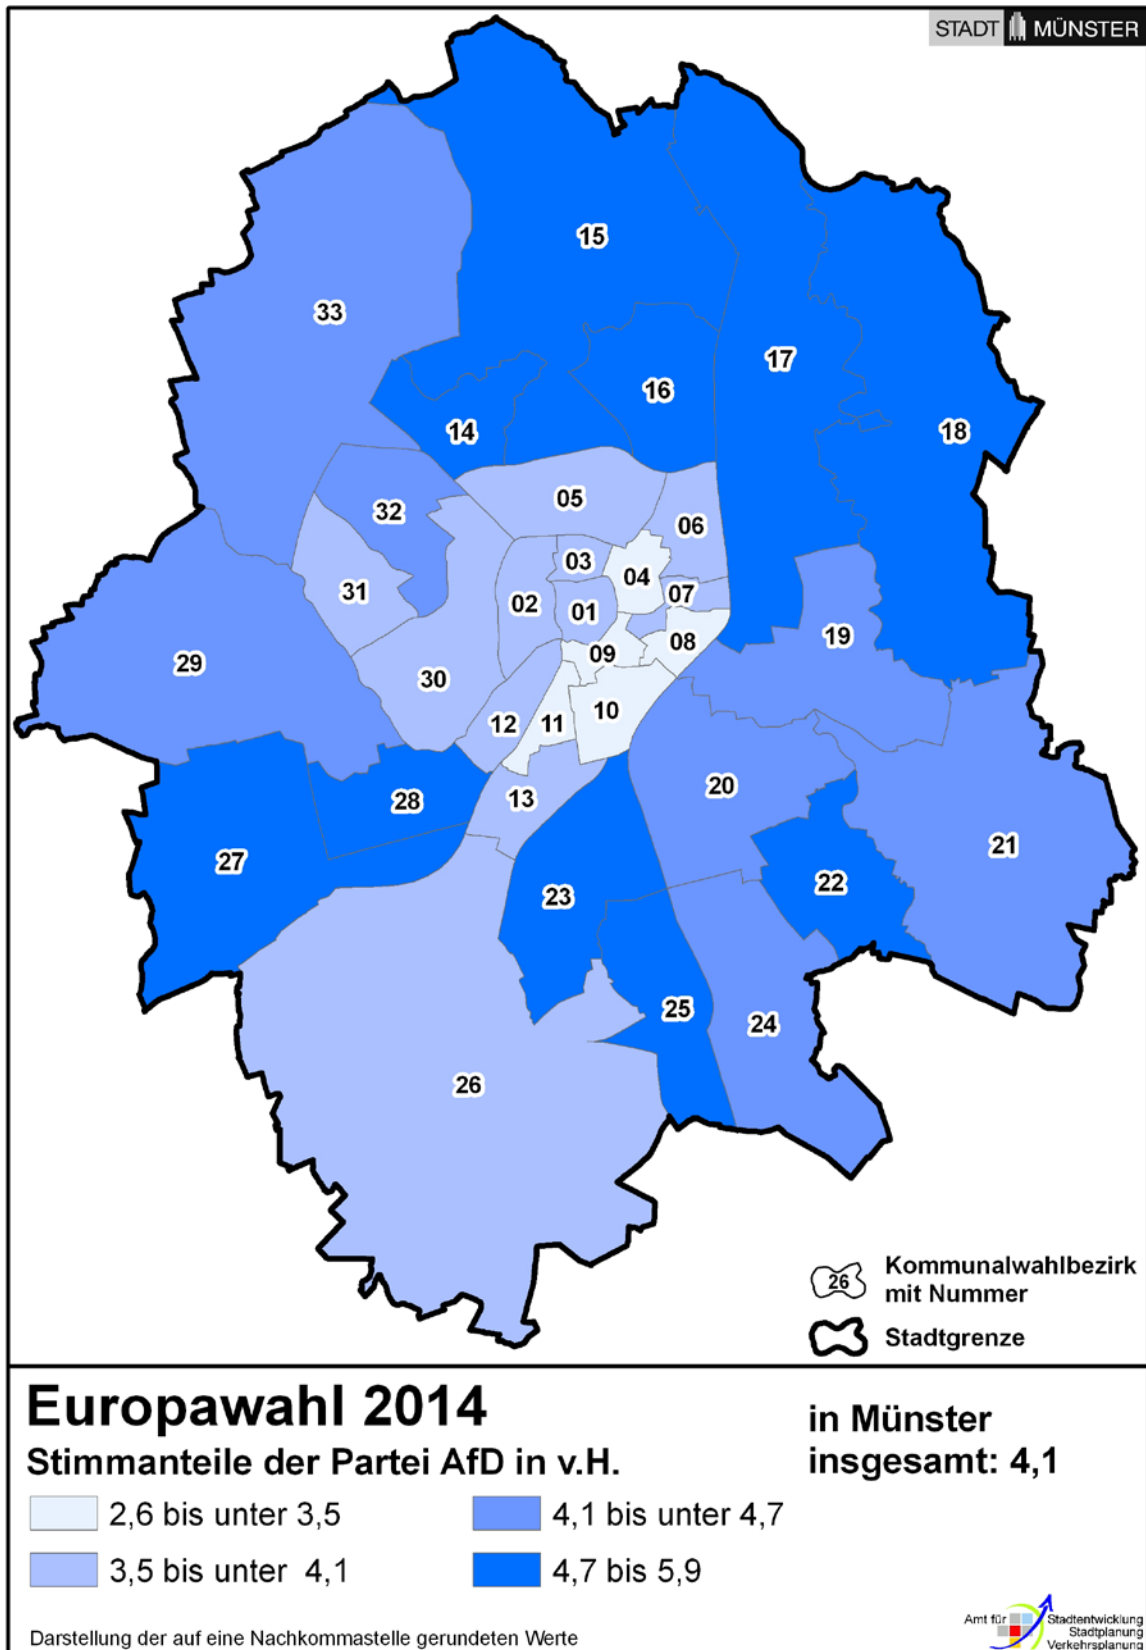 STADT MÜNSTER
15
33
17
16
14
18
05
32
06
03
04
31
07
02
01
19
08
09
29
30
10
12
11
20
13
28
21
27
22
23
25
24
26
26
Kommunalwahlbezirk
mit Nummer
Stadtgrenze
Europawahl 2014
Stimmanteile der Partei AfD in v.H.
in Münster
insgesamt: 4,1
2,6 bis unter 3,5
4,1 bis unter 4,7
3,5 bis unter 4,1
4,7 bis 5,9
Darstellung der auf eine Nachkommastelle gerundeten Werte
Amt für Stadtentwicklung
Stadtplanung
Verkehrsplanung